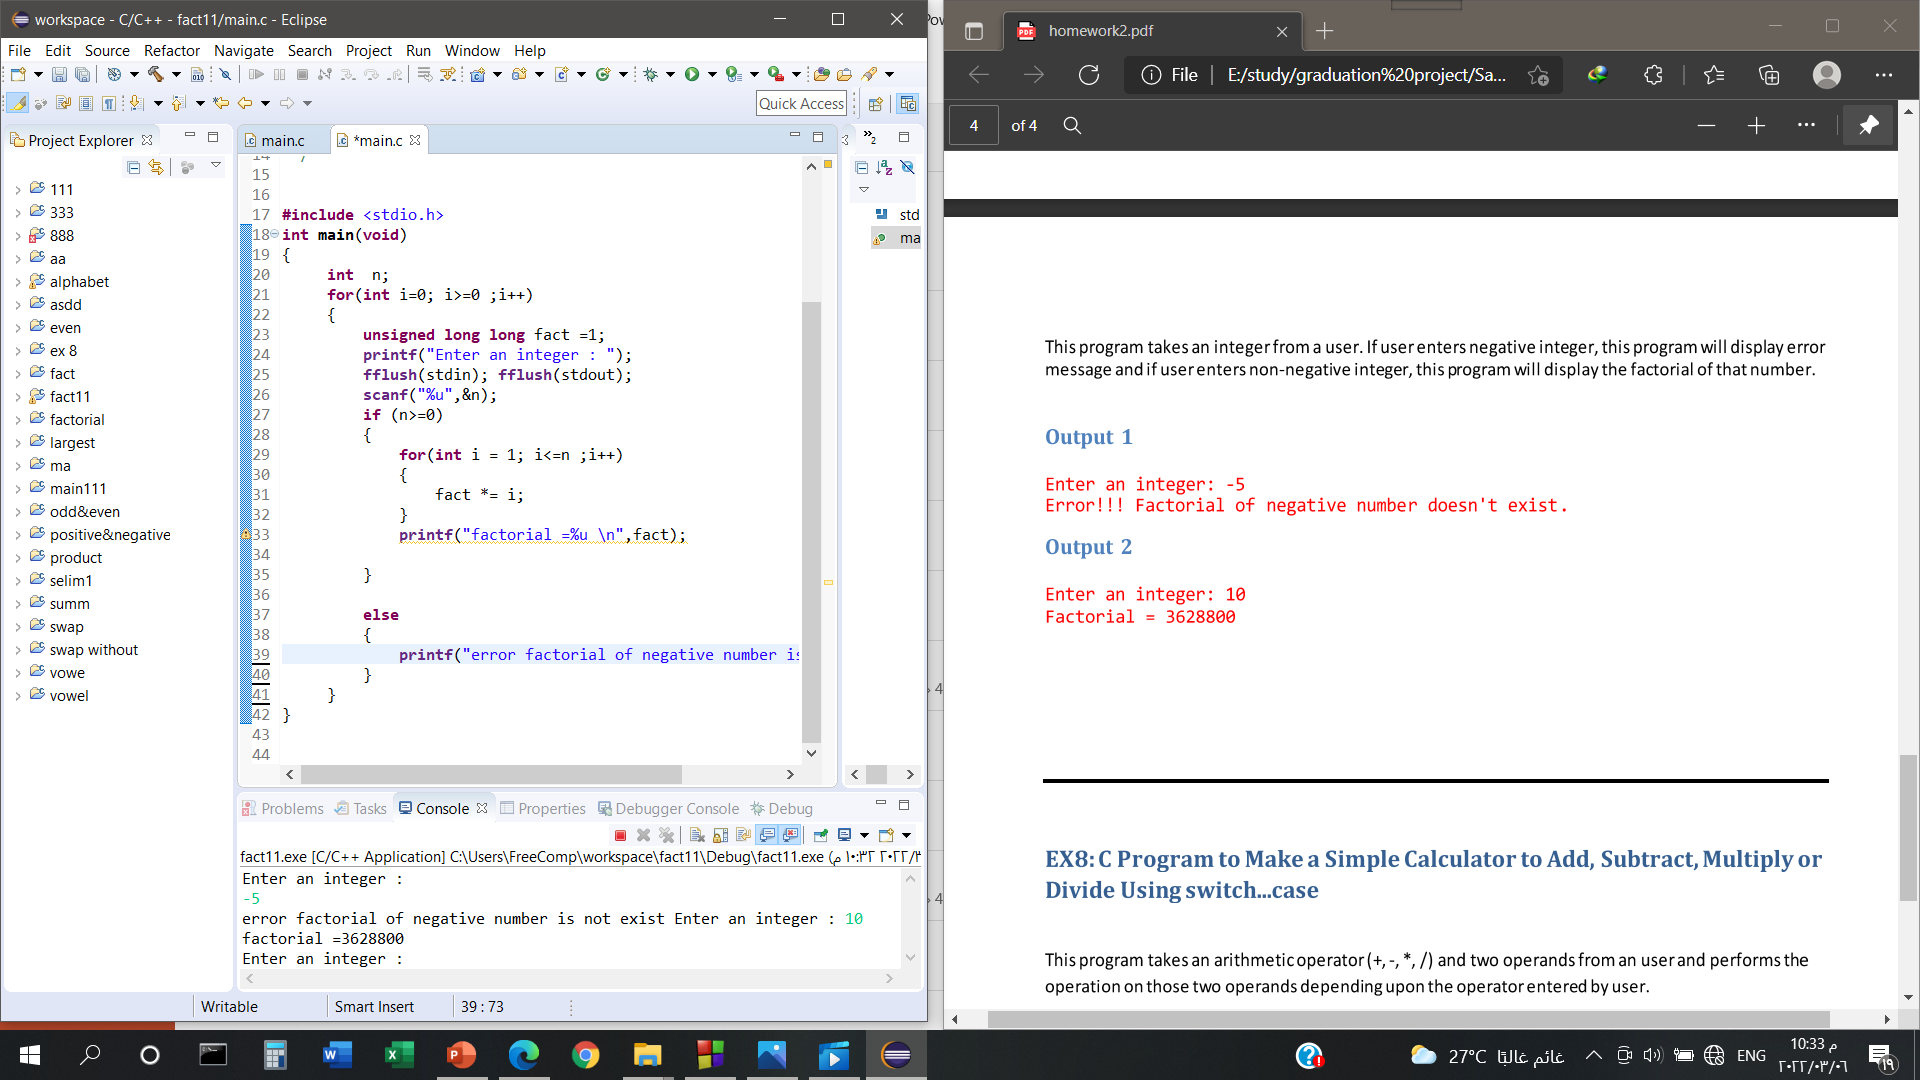 workspace - C/C++ - fact11/main.c - Eclipse
File Edit Source Refactor Navigate Search Project Run Window Help
Quick Access
Project Explorer
111
333
888
aa
alphabet
asdd
even
ex 8
fact
fact11
factorial
largest
ma
main111
odd&even
positive&negative
product
selim1
summ
swap
swap without
vowe
vowel
main.c
*main.c
14 /
15
16
17 #include <stdio.h>
18 int main(void)
19 {
20 int  n;
21 for(int i=0; i>=0 ;i++)
22 {
23 unsigned long long fact =1;
24 printf("Enter an integer : ");
25 fflush(stdin); fflush(stdout);
26 scanf("%u",&n);
27 if (n>=0)
28 {
29 for(int i = 1; i<=n ;i++)
30 {
31 fact *= i;
32 }
33 printf("factorial =%u \n",fact);
34
35 }
36
37 else
38 {
39 printf("error factorial of negative number is
40 }
41 }
42 }
43
44
2
std
ma
Problems Tasks Console Properties Debugger Console Debug
fact11.exe [C/C++ Application] C:\Users\FreeComp\workspace\fact11\Debug\fact11.exe
Enter an integer :
-5
error factorial of negative number is not exist Enter an integer : 10
factorial =3628800
Enter an integer :
Writable Smart Insert 39 : 73
homework2.pdf
File E:/study/graduation%20project/Sa...
4 of 4
This program takes an integer from a user. If user enters negative integer, this program will display error
message and if user enters non-negative integer, this program will display the factorial of that number.
Output 1
Enter an integer: -5
Error!!! Factorial of negative number doesn't exist.
Output 2
Enter an integer: 10
Factorial = 3628800
EX8: C Program to Make a Simple Calculator to Add, Subtract, Multiply or
Divide Using switch...case
This program takes an arithmetic operator (+, -, *, /) and two operands from an user and performs the
operation on those two operands depending upon the operator entered by user.
27°C غائم غالبًا
ENG
10:33 م
٢٠٢٢/٠٣/٠٦
١٩